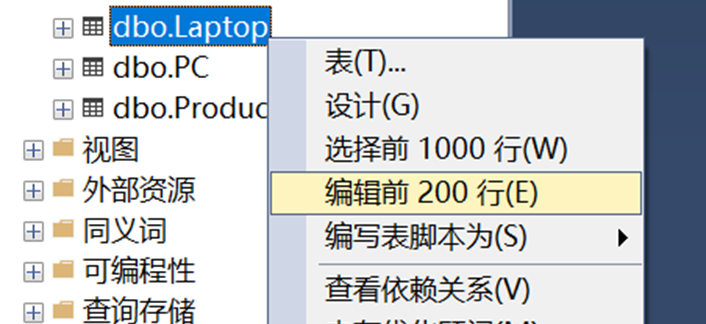 dbo.Laptop
dbo.PC
dbo.Produc
视图
外部资源
同义词
可编程性
查询存储
表(T)...
设计(G)
选择前 1000 行(W)
编辑前 200 行(E)
编写表脚本为(S)
查看依赖关系(V)